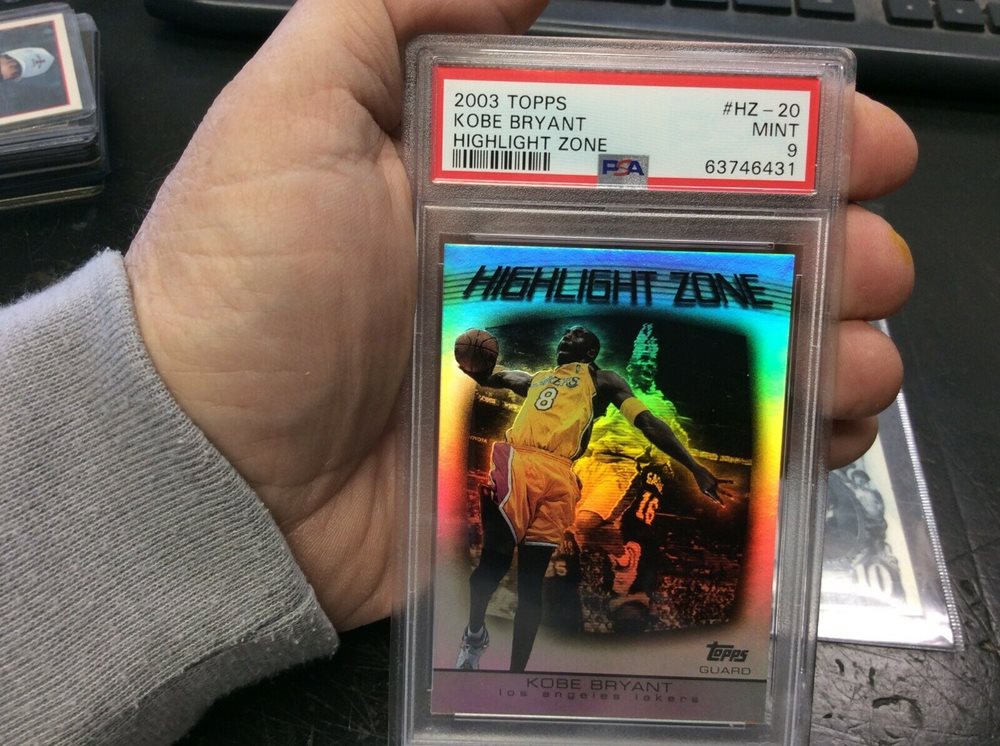 2003 TOPPS #HZ-20
KOBE BRYANT MINT
HIGHLIGHT ZONE 9
PSA 63746431
HIGHLIGHT ZONE
LAKERS
8
16
TOYOTA
Topps
GUARD
KOBE BRYANT
los angeles lakers